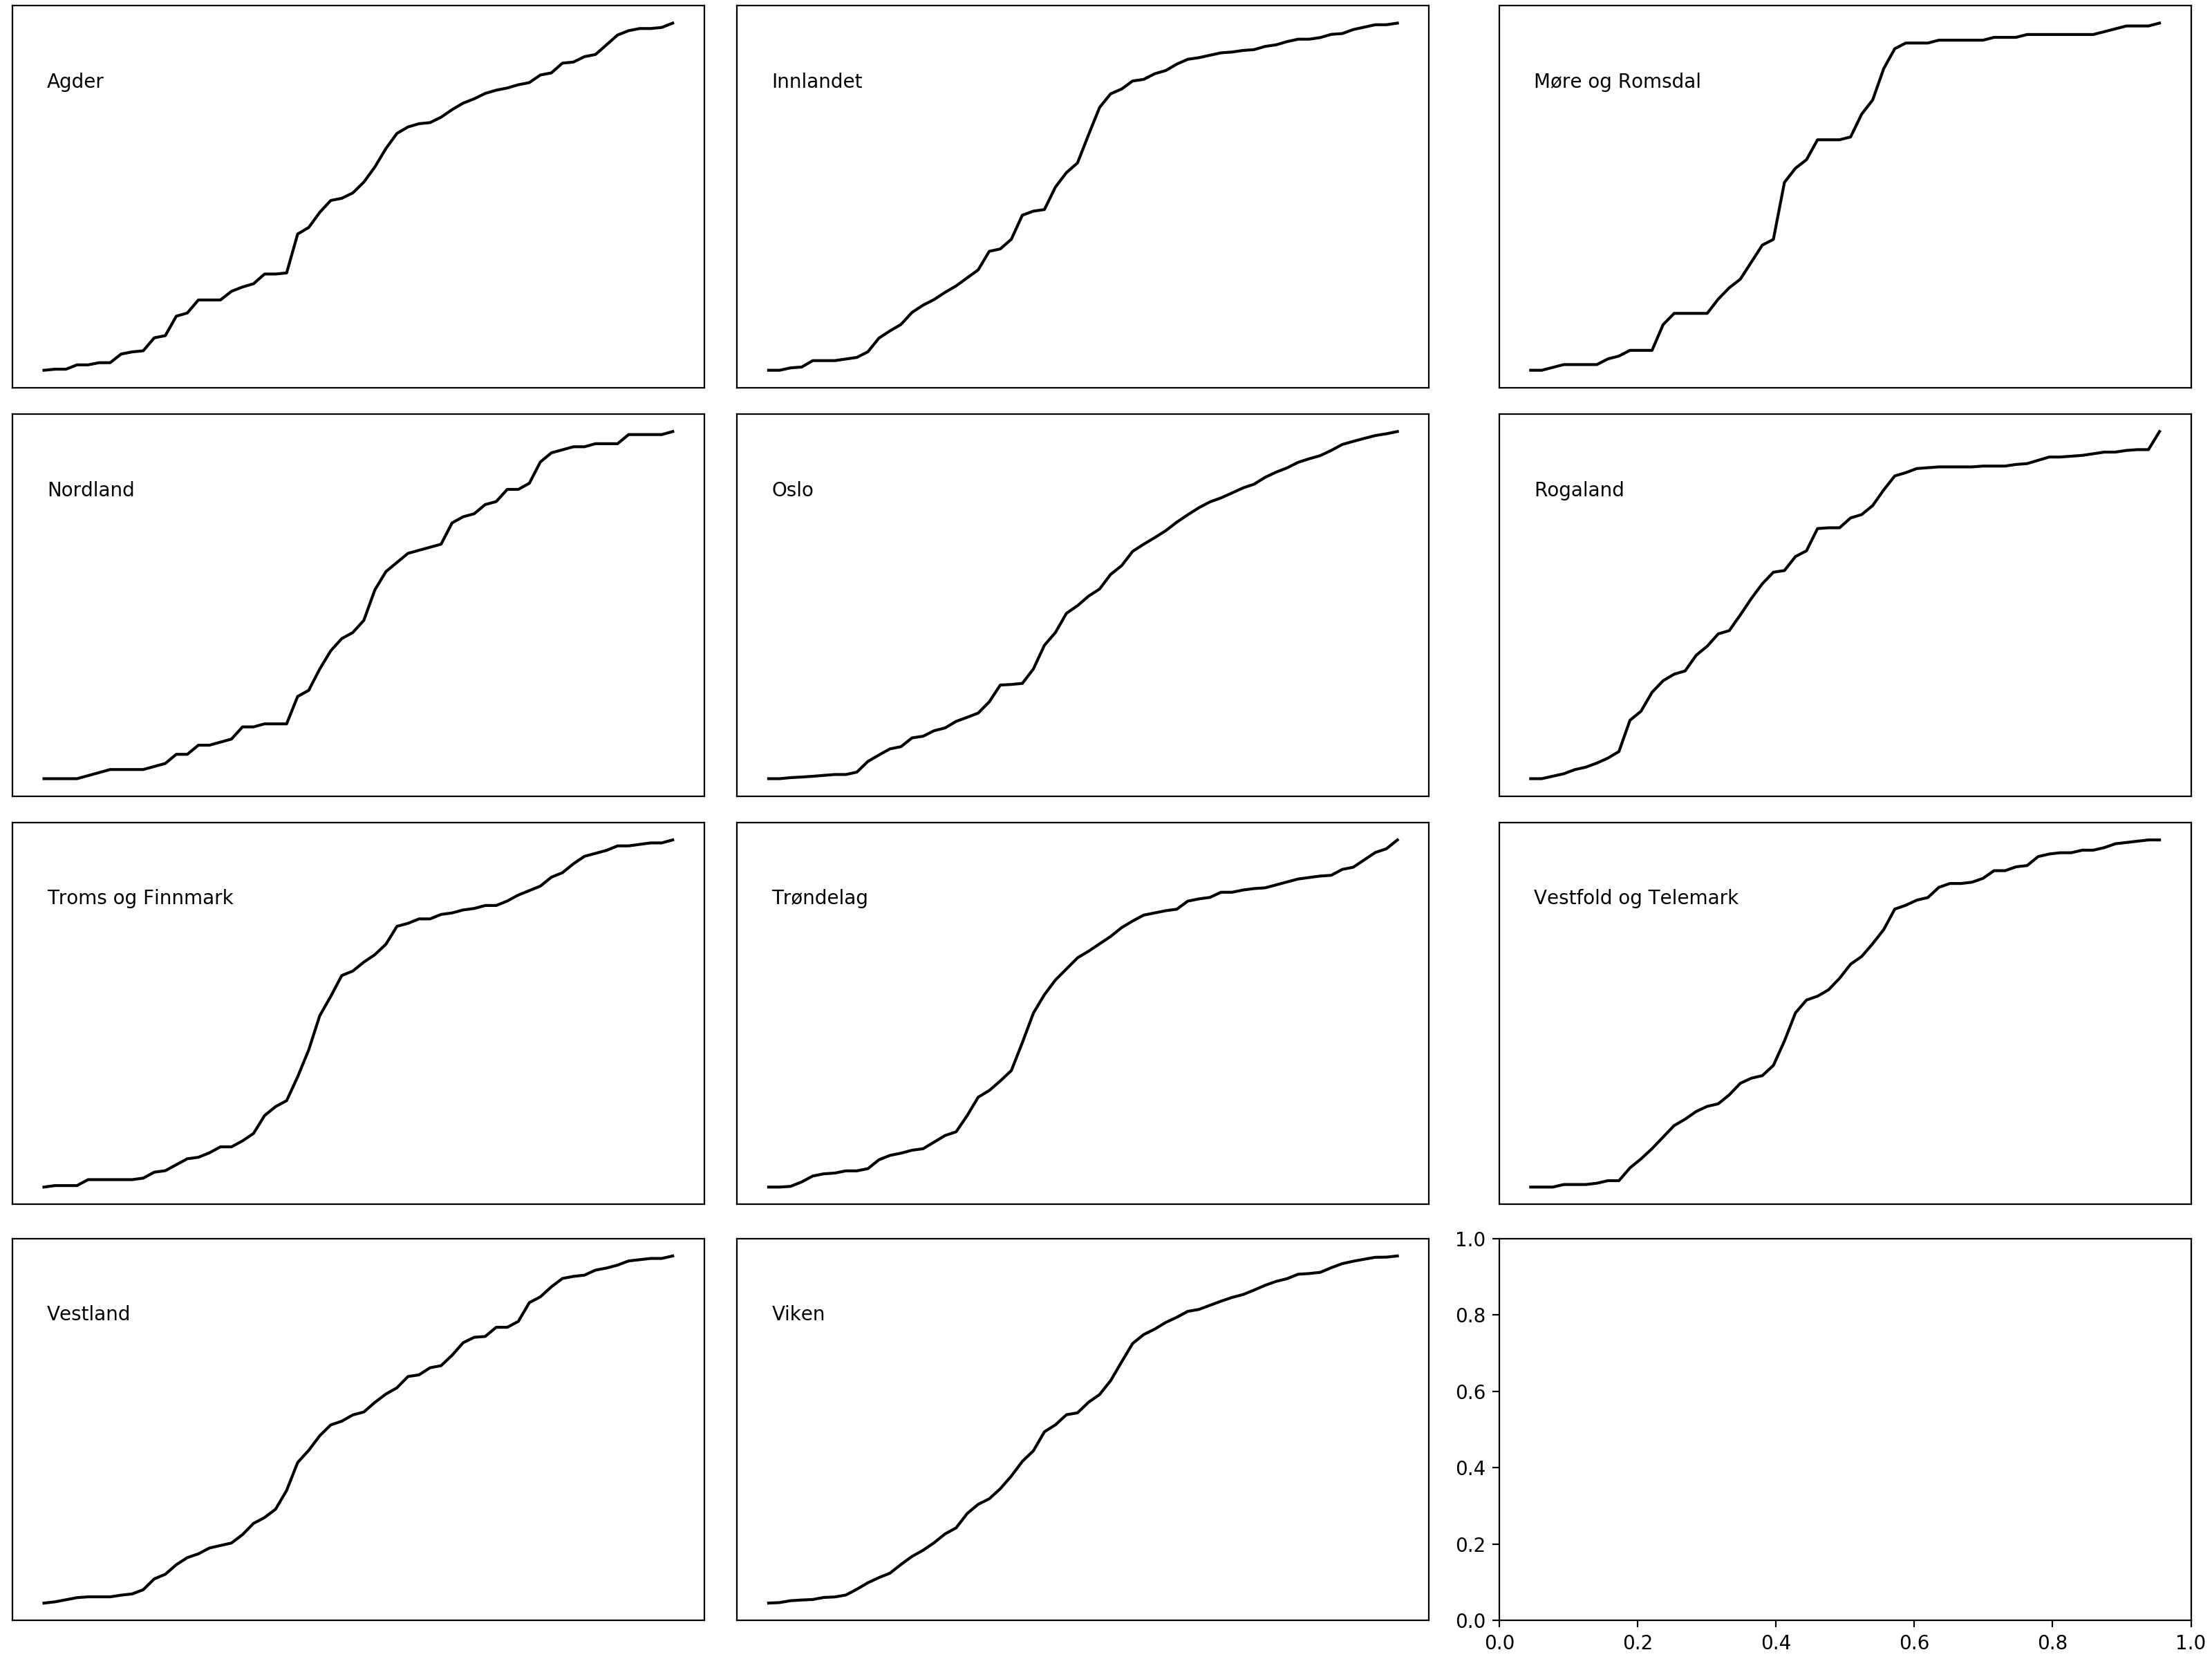 Agder
Innlandet
Møre og Romsdal
Nordland
Oslo
Rogaland
Troms og Finnmark
Trøndelag
Vestfold og Telemark
Vestland
Viken
1.0
0.8
0.6
0.4
0.2
0.0
0.0 0.2 0.4 0.6 0.8 1.0